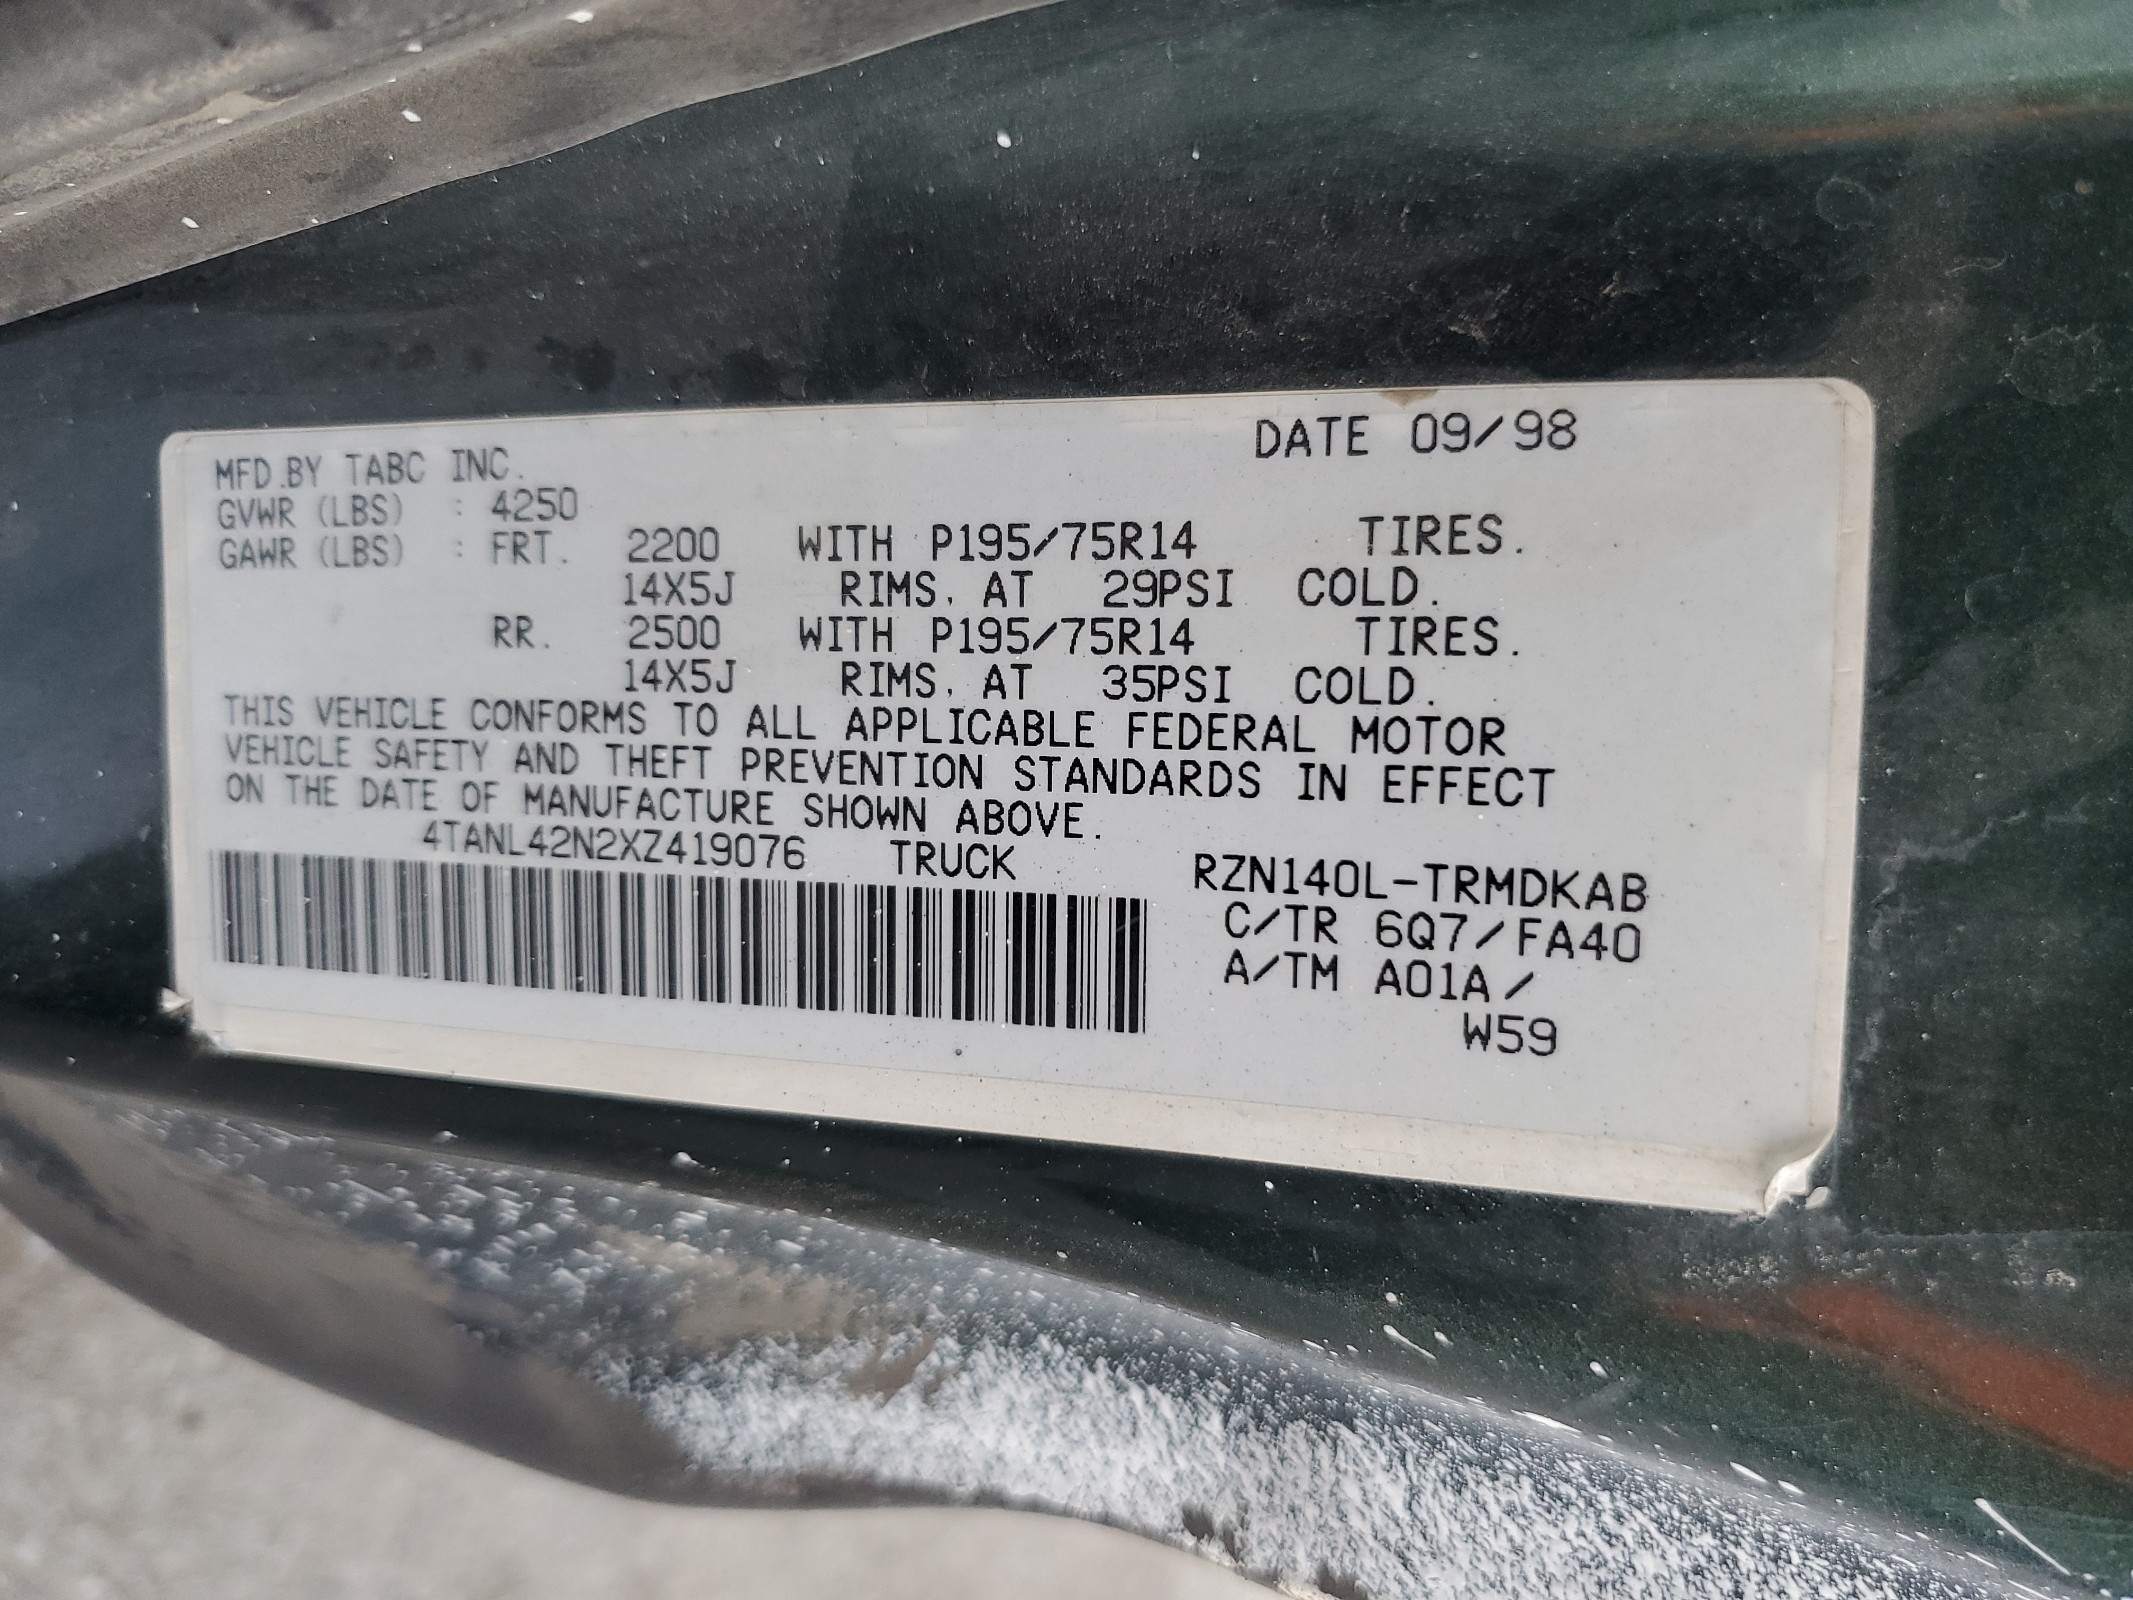 DATE 09/98
MFD.BY TABC INC.
GVWR (LBS) : 4250
GAWR (LBS) : FRT. 2200 WITH P195/75R14 TIRES.
14X5J RIMS, AT 29PSI COLD.
RR. 2500 WITH P195/75R14 TIRES.
14X5J RIMS, AT 35PSI COLD.
THIS VEHICLE CONFORMS TO ALL APPLICABLE FEDERAL MOTOR
VEHICLE SAFETY AND THEFT PREVENTION STANDARDS IN EFFECT
ON THE DATE OF MANUFACTURE SHOWN ABOVE.
4TANL42N2XZ419076 TRUCK
RZN140L-TRMDKAB
C/TR 6Q7/FA40
A/TM A01A/
W59